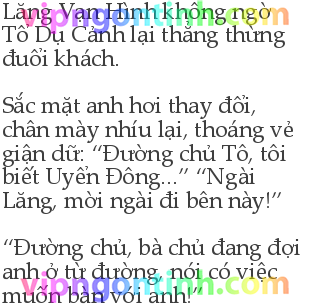 Lăng Vạn Hình không ngờ
Tô Dụ Cảnh lại thẳng thừng
đuổi khách.
Sắc mặt anh hơi thay đổi,
chân mày nhíu lại, thoáng vẻ
giận dữ: “Đường chủ Tô, tôi
biết Uyển Đông...” “Ngài
Lăng, mời ngài đi bên này!”
“Đường chủ, bà chủ đang đợi
anh ở từ đường, nói có việc
muốn bàn với anh!”
vipngontinh.com
vipngontinh.com